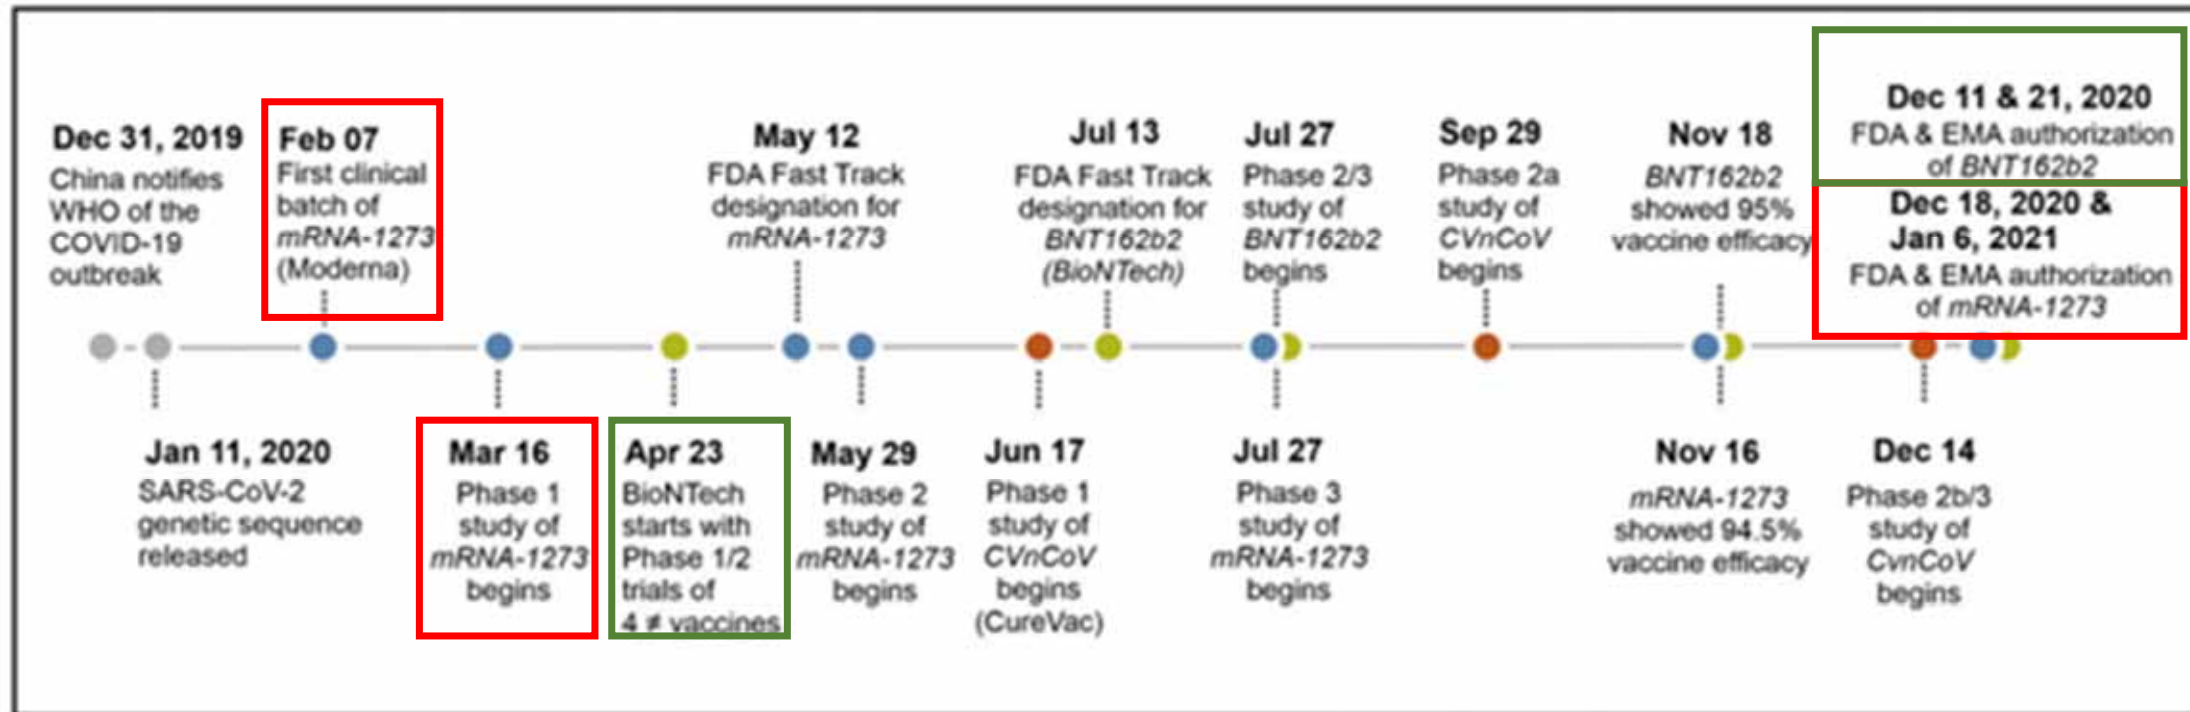 Dec 31, 2019
China notifies
WHO of the
COVID-19
outbreak
Feb 07
First clinical
batch of
mRNA-1273
(Moderna)
May 12
FDA Fast Track
designation for
mRNA-1273
Jul 13
FDA Fast Track
designation for
BNT162b2
(BioNTech)
Jul 27
Phase 2/3
study of
BNT162b2
begins
Sep 29
Phase 2a
study of
CVnCoV
begins
Nov 18
BNT162b2
showed 95%
vaccine efficacy
Dec 11 & 21, 2020
FDA & EMA authorization
of BNT162b2
Dec 18, 2020 &
Jan 6, 2021
FDA & EMA authorization
of mRNA-1273
Jan 11, 2020
SARS-CoV-2
genetic sequence
released
Mar 16
Phase 1
study of
mRNA-1273
begins
Apr 23
BioNTech
starts with
Phase 1/2
trials of
4 ≠ vaccines
May 29
Phase 2
study of
mRNA-1273
begins
Jun 17
Phase 1
study of
CVnCoV
begins
(CureVac)
Jul 27
Phase 3
study of
mRNA-1273
begins
Nov 16
mRNA-1273
showed 94.5%
vaccine efficacy
Dec 14
Phase 2b/3
study of
CvnCoV
begins